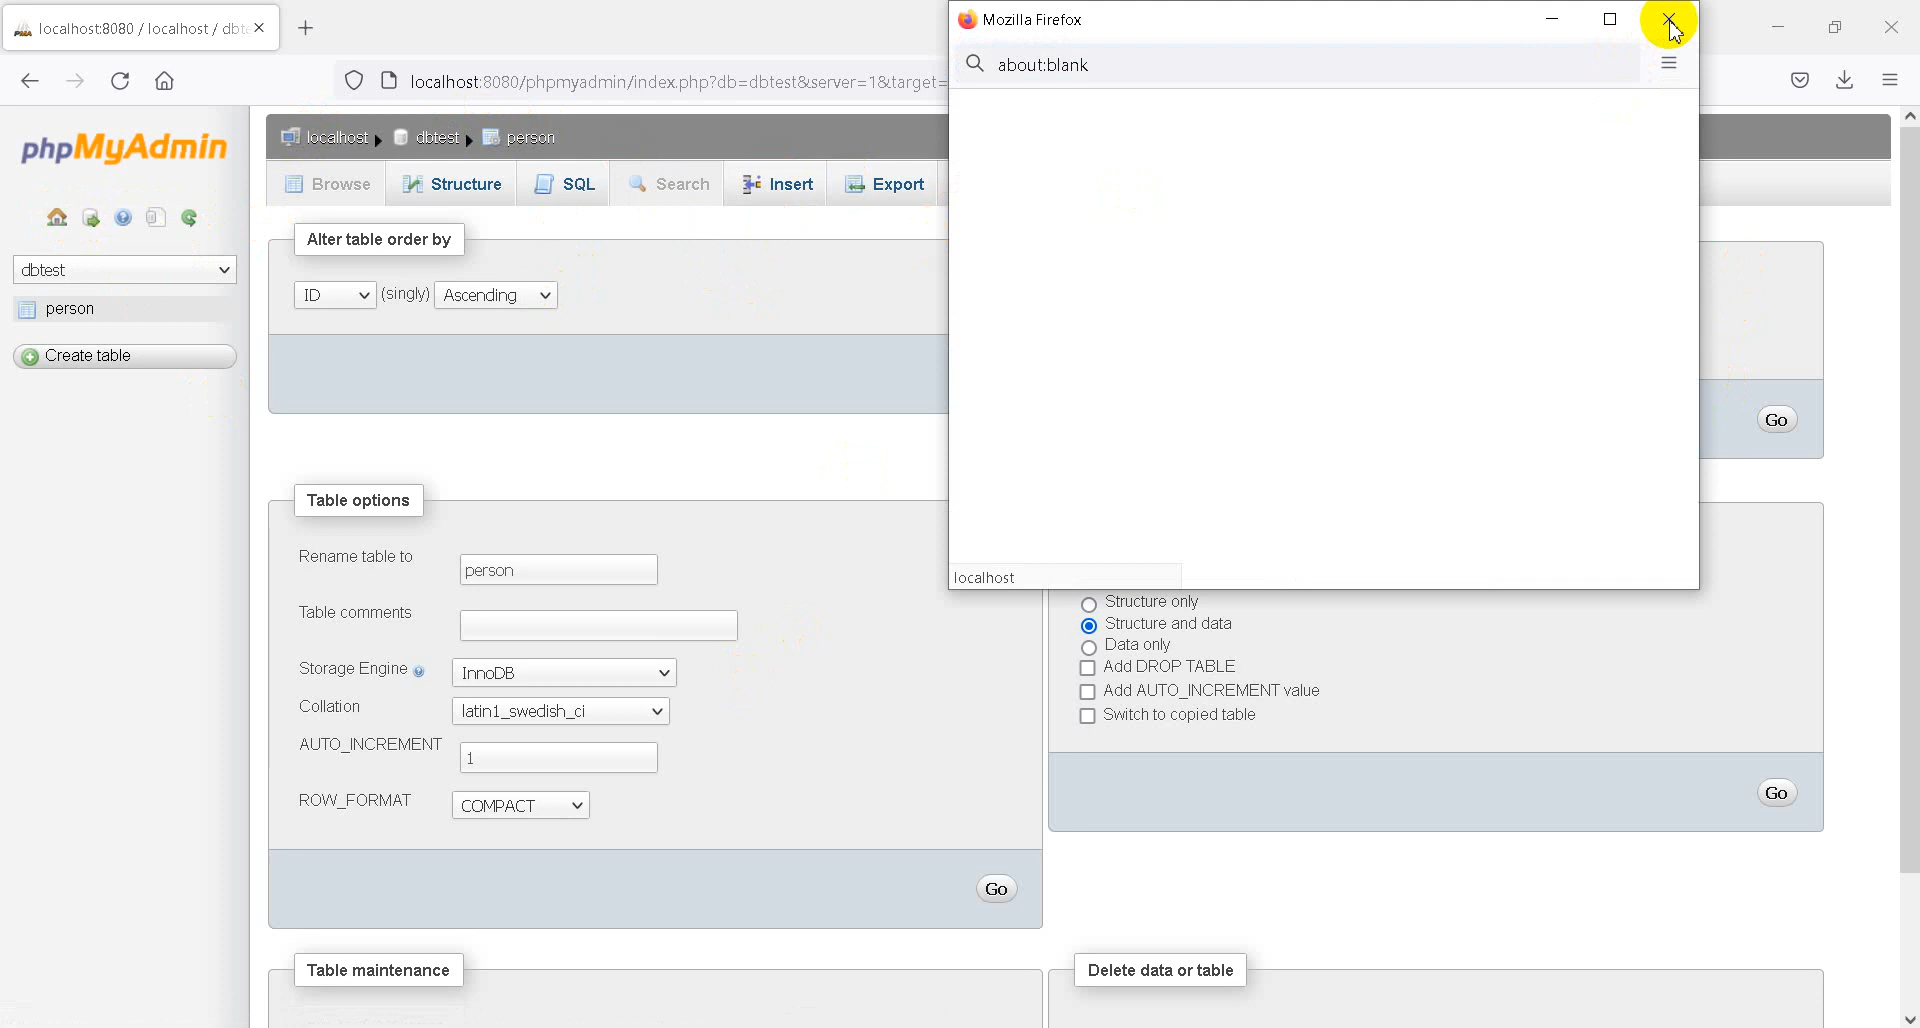 localhost:8080 / localhost / dbte
localhost:8080/phpmyadmin/index.php?db=dbtest&server=1&target=
Mozilla Firefox
about:blank
localhost
phpMyAdmin
dbtest
person
Create table
localhost
dbtest
person
Browse
Structure
SQL
Search
Insert
Export
Alter table order by
ID
(singly)
Ascending
Go
Table options
Rename table to
person
Table comments
Storage Engine
InnoDB
Collation
latin1_swedish_ci
AUTO_INCREMENT
1
ROW_FORMAT
COMPACT
Go
Structure only
Structure and data
Data only
Add DROP TABLE
Add AUTO_INCREMENT value
Switch to copied table
Go
Table maintenance
Delete data or table